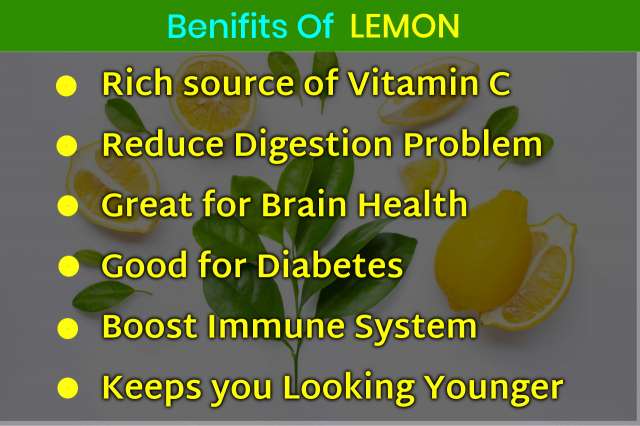 Benifits Of LEMON
Rich source of Vitamin C
Reduce Digestion Problem
Great for Brain Health
Good for Diabetes
Boost Immune System
Keeps you Looking Younger